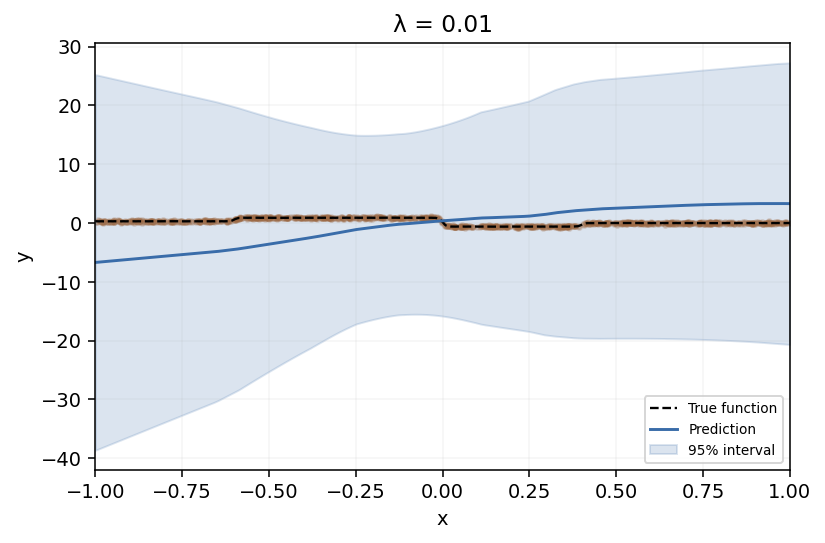 λ = 0.01
30
20
10
0
−10
−20
−30
−40
y
−1.00 −0.75 −0.50 −0.25 0.00 0.25 0.50 0.75 1.00
x
True function
Prediction
95% interval